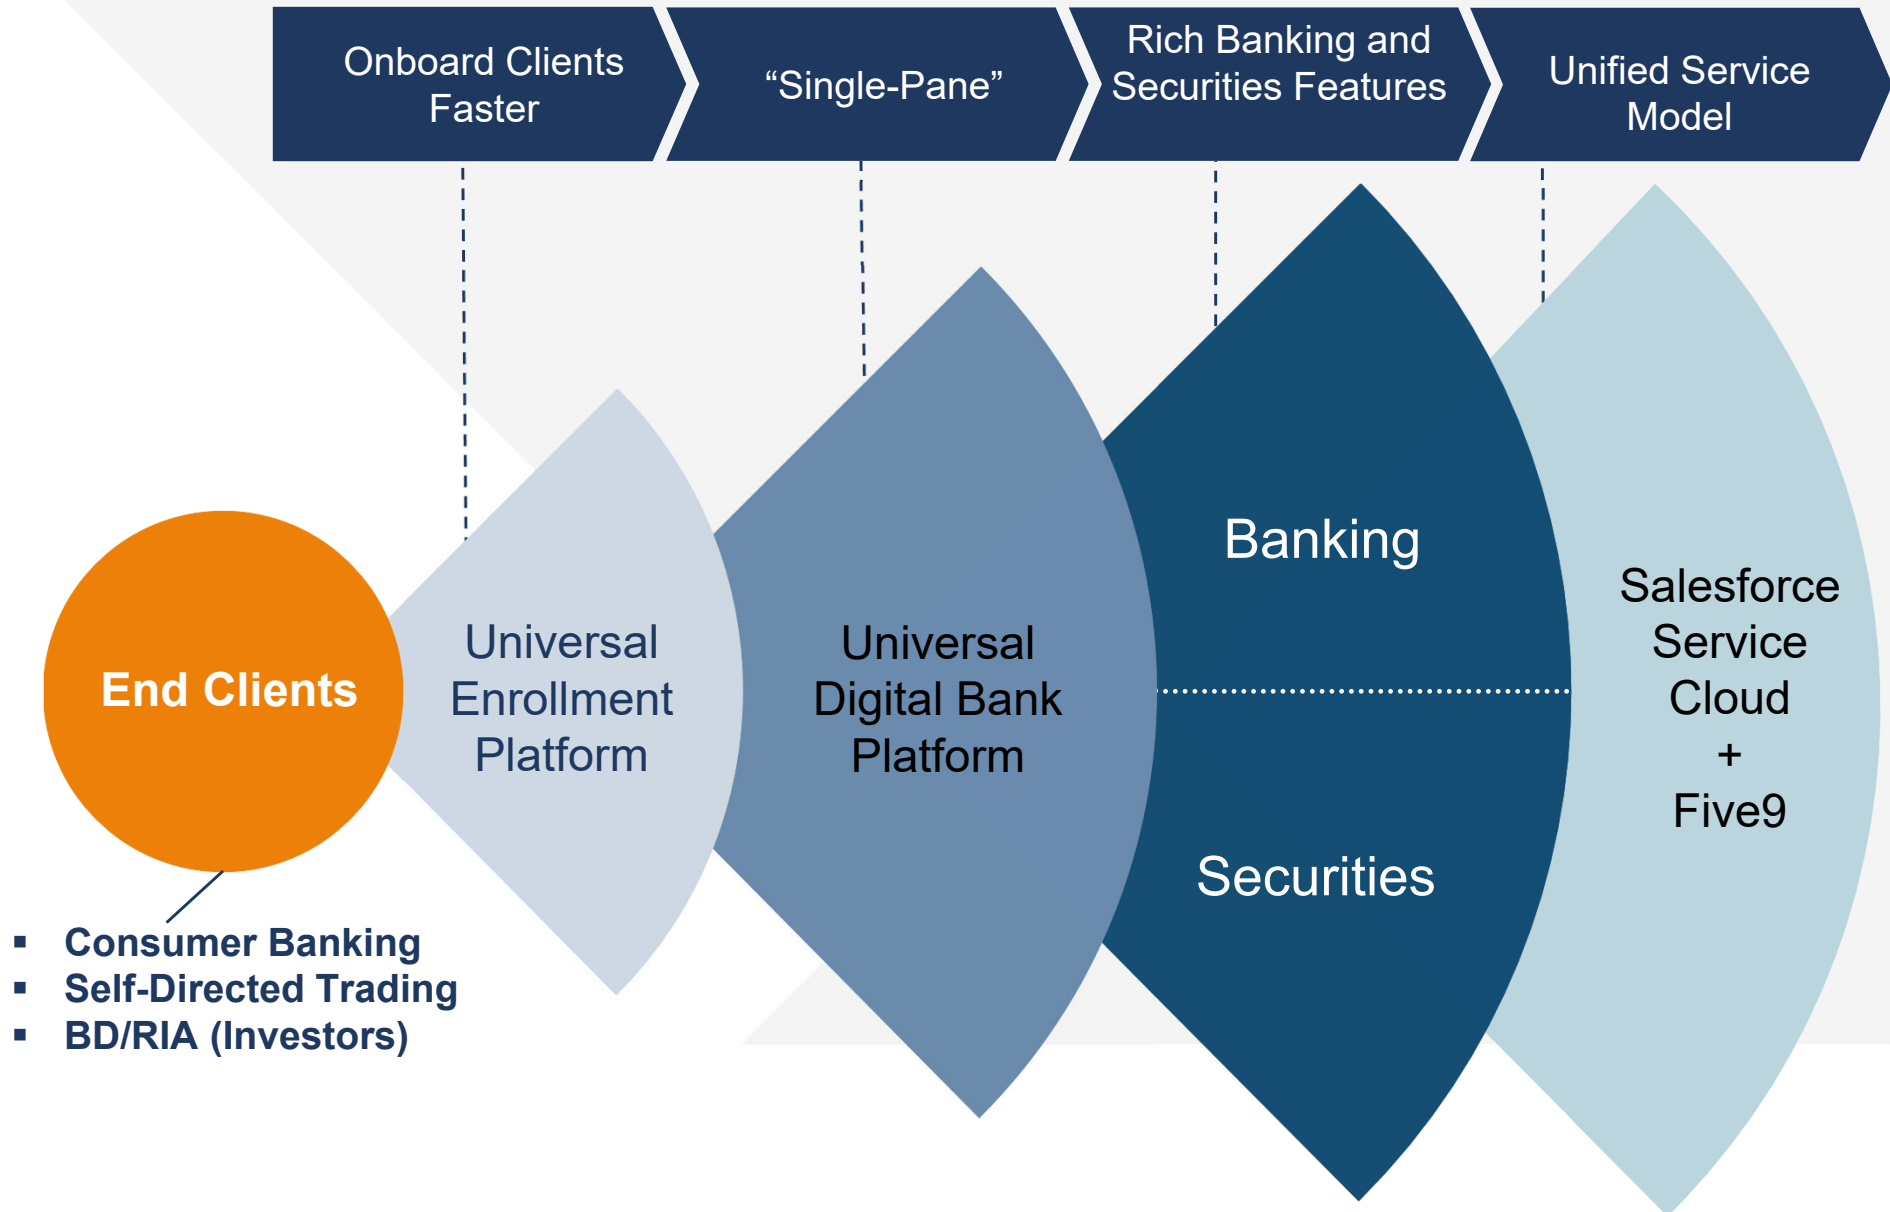 Onboard Clients
Faster
“Single-Pane”
Rich Banking and
Securities Features
Unified Service
Model
End Clients
Universal
Enrollment
Platform
Universal
Digital Bank
Platform
Banking
Securities
Salesforce
Service
Cloud
+
Five9
▪ Consumer Banking
▪ Self-Directed Trading
▪ BD/RIA (Investors)